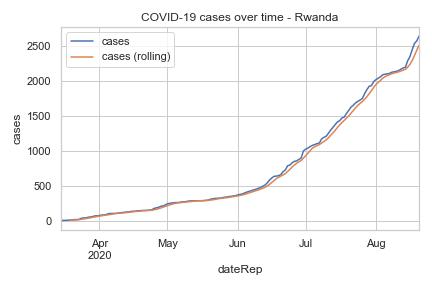 COVID-19 cases over time - Rwanda
cases
cases (rolling)
2500
2000
1500
1000
500
0
cases
Apr May Jun Jul Aug
2020
dateRep